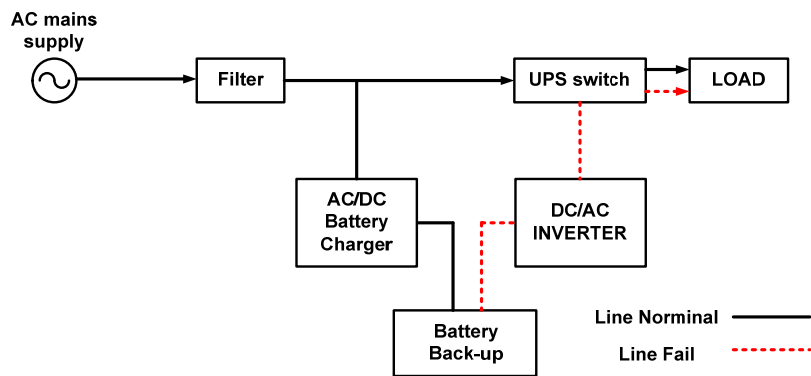 AC mains
supply
Filter
UPS switch
LOAD
AC/DC
Battery
Charger
DC/AC
INVERTER
Battery
Back-up
Line Norminal
Line Fail